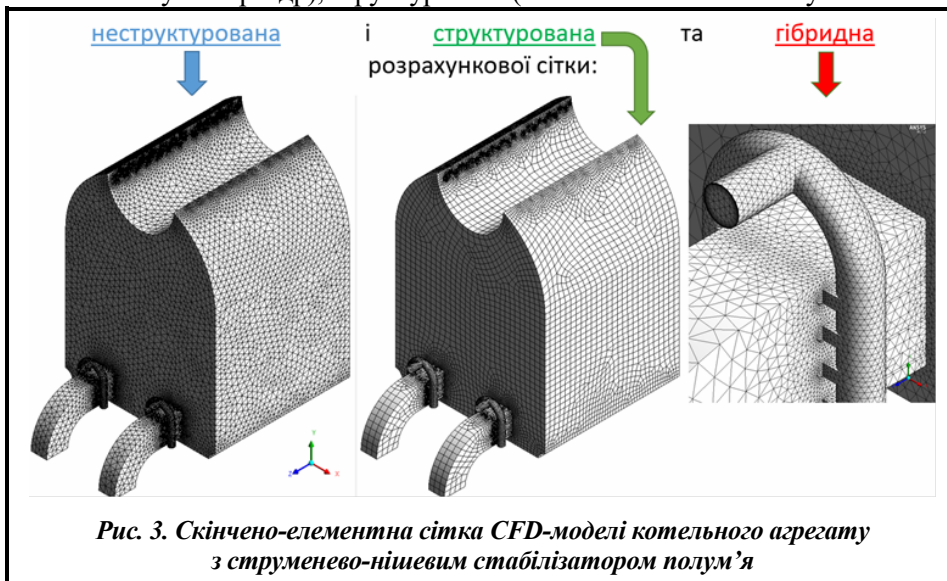 неструктурована і структурована та гібридна
розрахункової сітки:
ANSYS
Y
Z
X
Рис. 3. Скінчено-елементна сітка CFD-моделі котельного агрегату
з струменево-нішевим стабілізатором полум’я